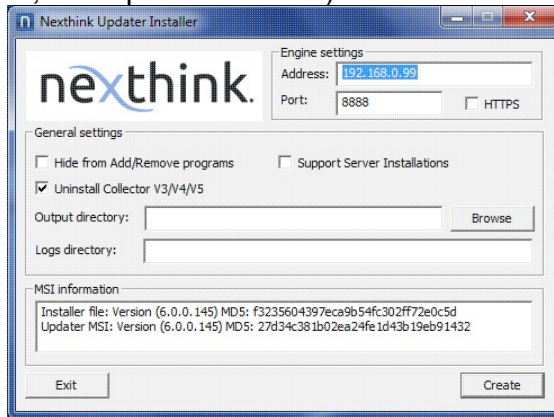 Nexthink Updater Installer
nexthink.
Engine settings
Address: 192.168.0.99
Port: 8888 HTTPS
General settings
Hide from Add/Remove programs Support Server Installations
Uninstall Collector V3/V4/V5
Output directory: Browse
Logs directory:
MSI information
Installer file: Version (6.0.0.145) MD5: f3235604397eca9b54fc302ff72e0c5d
Updater MSI: Version (6.0.0.145) MD5: 27d34c381b02ea24fe1d43b19eb91432
Exit Create